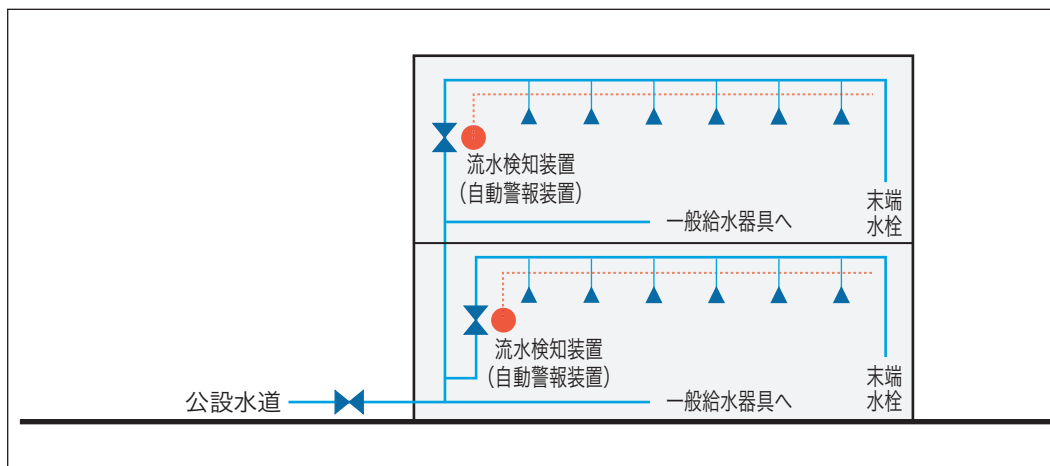 流水検知装置
(自動警報装置)
末端
水栓
一般給水器具へ
流水検知装置
(自動警報装置)
末端
水栓
公設水道
一般給水器具へ